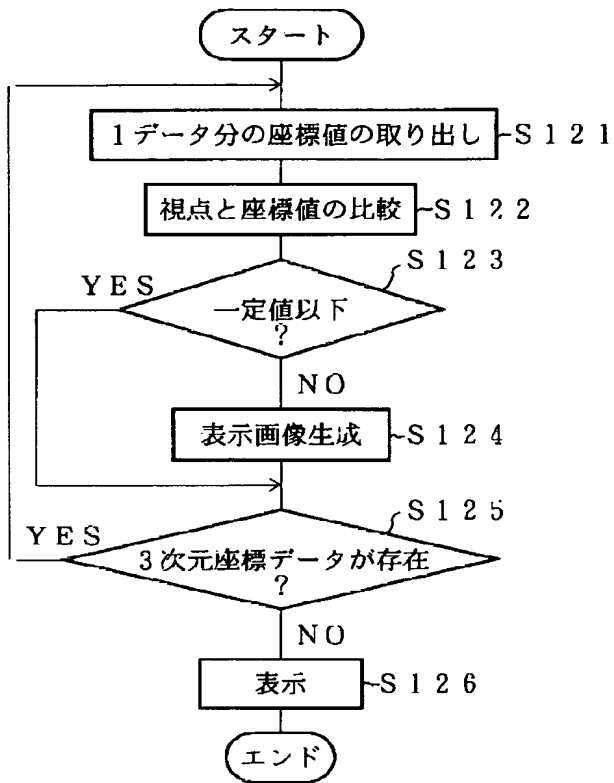 スタート
1データ分の座標値の取り出し S121
視点と座標値の比較 S122
S123
YES
一定値以下
?
NO
表示画像生成 S124
S125
YES
3次元座標データが存在
?
NO
表示 S126
エンド